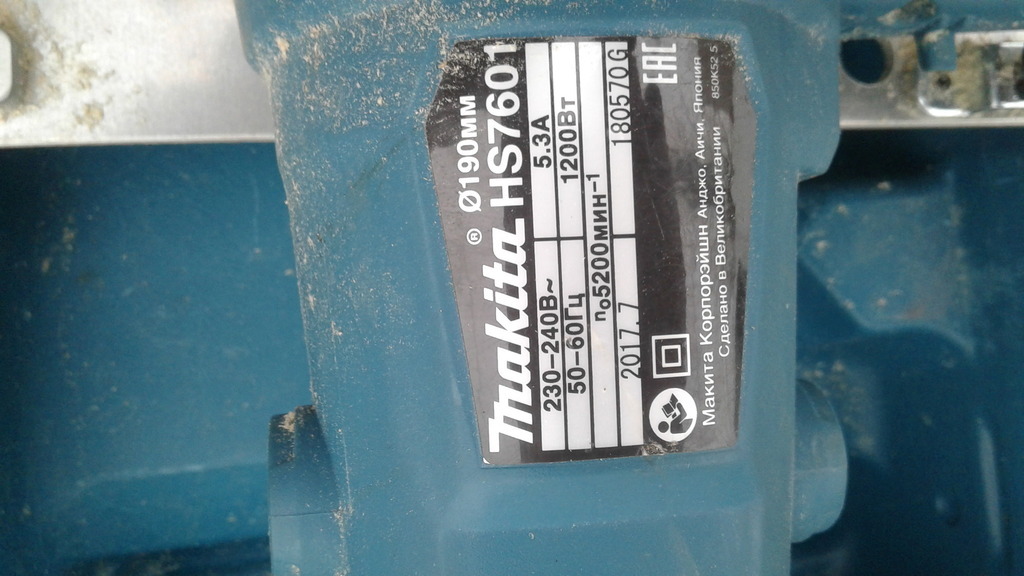 Makita® Ø190мм
HS7601
230-240В~ 5.3A
50-60Гц 1200Вт
n₀5200мин⁻¹
2017.7 180570G
EAC
Макита Корпорэйшн Анджо, Аичи, Япония
Сделано в Великобритании 850K52-5